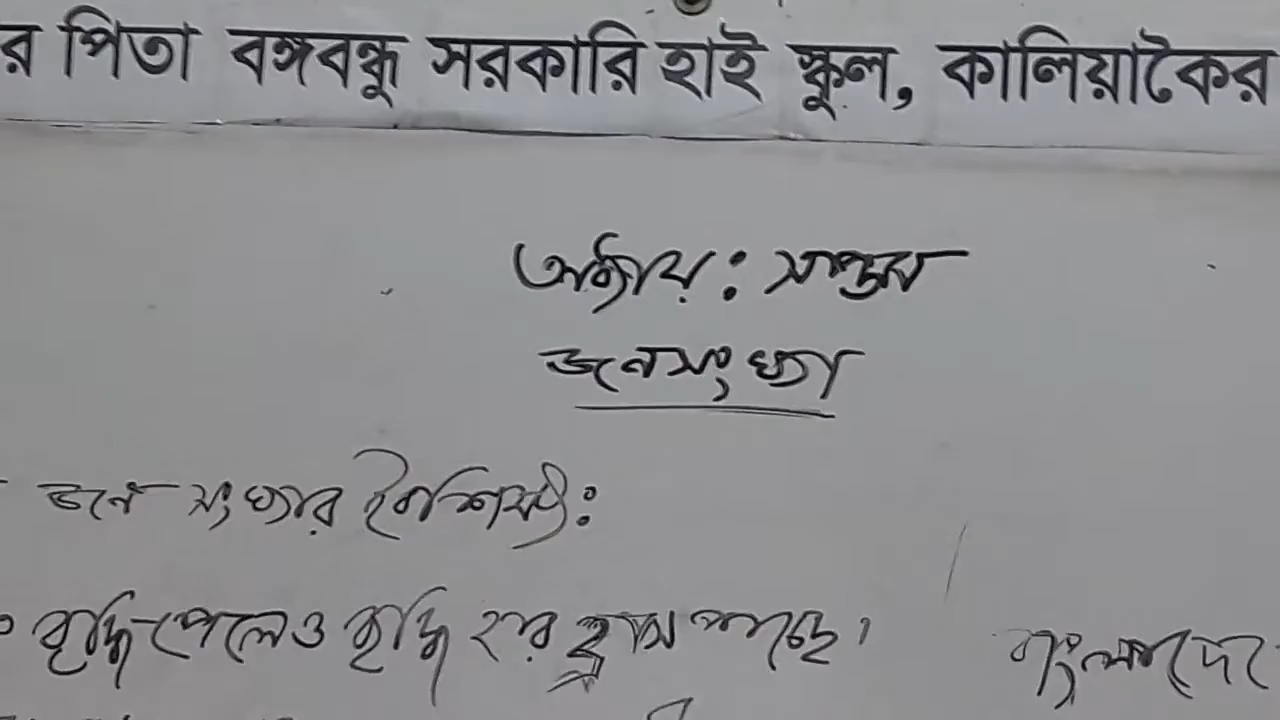 র পিতা বঙ্গবন্ধু সরকারি হাই স্কুল, কালিয়াকৈর
অধ্যায়: সপ্তম
জনসংখ্যা
জনসংখ্যার বৈশিষ্ট্য:
বৃদ্ধি পেলেও বৃদ্ধি হার হ্রাস পাচ্ছে। বাংলাদে